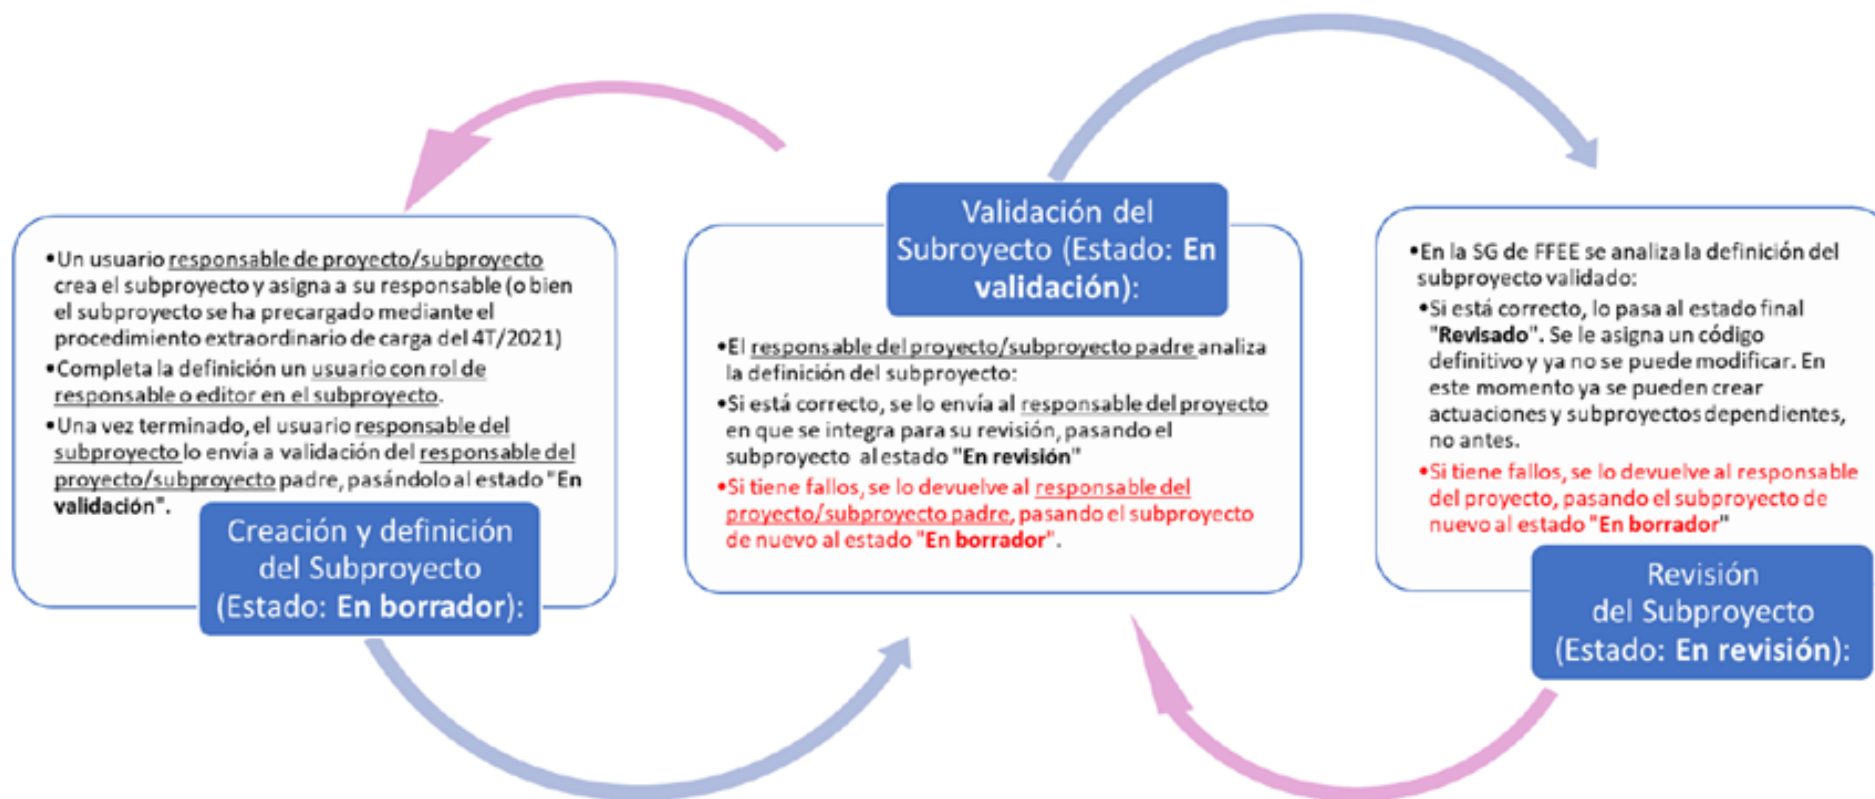 •Un usuario responsable de proyecto/subproyecto
crea el subproyecto y asigna a su responsable (o bien
el subproyecto se ha precargado mediante el
procedimiento extraordinario de carga del 4T/2021)
•Completa la definición un usuario con rol de
responsable o editor en el subproyecto.
•Una vez terminado, el usuario responsable del
subproyecto lo envía a validación del responsable del
proyecto/subproyecto padre, pasándolo al estado "En
validación".
Creación y definición
del Subproyecto
(Estado: En borrador):
Validación del
Subroyecto (Estado: En
validación):
•El responsable del proyecto/subproyecto padre analiza
la definición del subproyecto:
•Si está correcto, se lo envía al responsable del proyecto
en que se integra para su revisión, pasando el
subproyecto al estado "En revisión"
•Si tiene fallos, se lo devuelve al responsable del
proyecto/subproyecto padre, pasando el subproyecto
de nuevo al estado "En borrador".
•En la SG de FFEE se analiza la definición del
subproyecto validado:
•Si está correcto, lo pasa al estado final
"Revisado". Se le asigna un código
definitivo y ya no se puede modificar. En
este momento ya se pueden crear
actuaciones y subproyectos dependientes,
no antes.
•Si tiene fallos, se lo devuelve al responsable
del proyecto, pasando el subproyecto de
nuevo al estado "En borrador"
Revisión
del Subproyecto
(Estado: En revisión):